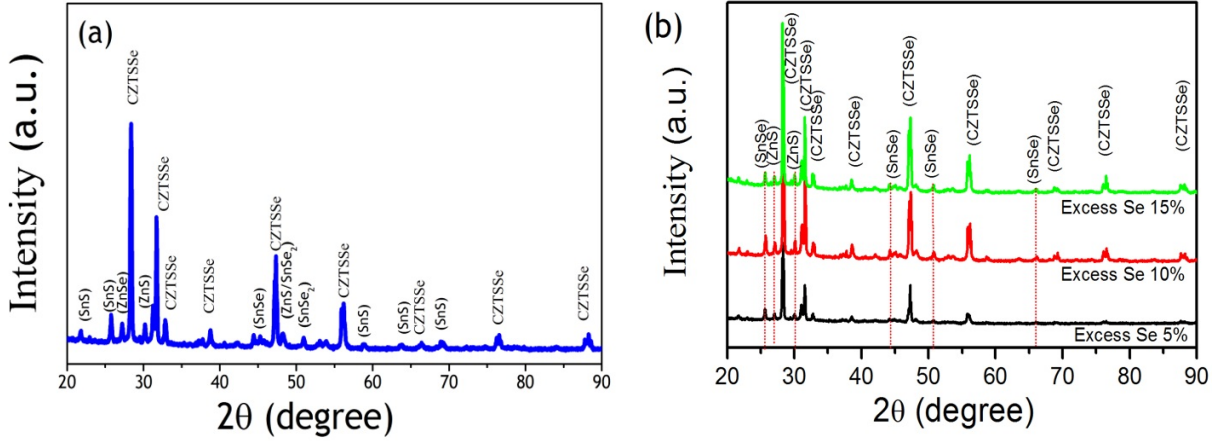 (a)
Intensity (a.u.)
(SnS)
(SnS)
(ZnSe)
CZTSSe
(ZnS)
CZTSSe
CZTSSe
CZTSSe
(SnSe)
CZTSSe
(ZnS/SnSe2)
(SnSe2)
CZTSSe
(SnS)
(SnS)
CZTSSe
(SnS)
CZTSSe
CZTSSe
20 30 40 50 60 70 80 90
2θ (degree)
(b)
Intensity (a.u.)
(SnSe)
(ZnS)
(CZTSSe)
(ZnS)
(CZTSSe)
(CZTSSe)
(CZTSSe)
(SnSe)
(CZTSSe)
(SnSe)
(CZTSSe)
(SnSe)
(CZTSSe)
(CZTSSe)
(CZTSSe)
Excess Se 15%
Excess Se 10%
Excess Se 5%
20 30 40 50 60 70 80 90
2θ (degree)